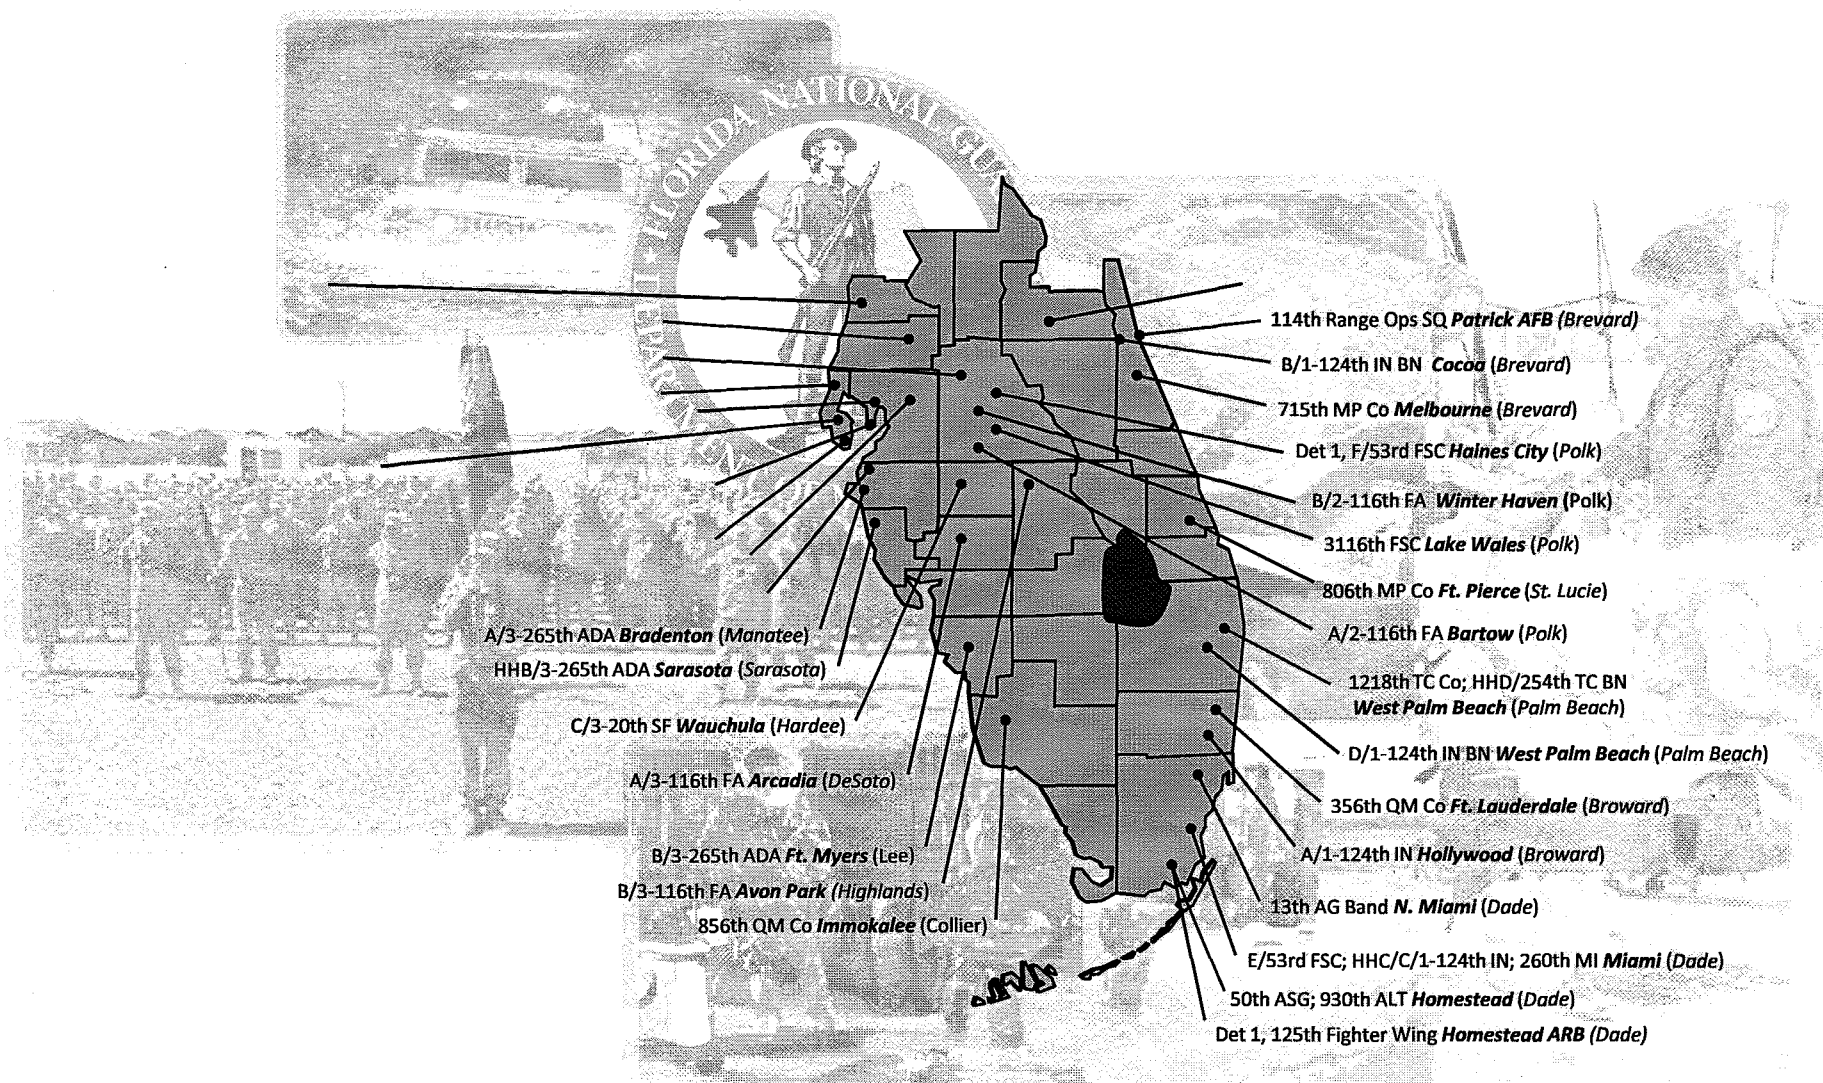 FLORIDA NATIONAL GUA
DEPARTMENT OF
114th Range Ops SQ Patrick AFB (Brevard)
B/1-124th IN BN Cocoa (Brevard)
715th MP Co Melbourne (Brevard)
Det 1, F/53rd FSC Haines City (Polk)
B/2-116th FA Winter Haven (Polk)
3116th FSC Lake Wales (Polk)
806th MP Co Ft. Pierce (St. Lucie)
A/2-116th FA Bartow (Polk)
1218th TC Co; HHD/254th TC BN
West Palm Beach (Palm Beach)
D/1-124th IN BN West Palm Beach (Palm Beach)
356th QM Co Ft. Lauderdale (Broward)
A/1-124th IN Hollywood (Broward)
13th AG Band N. Miami (Dade)
E/53rd FSC; HHC/C/1-124th IN; 260th MI Miami (Dade)
50th ASG; 930th ALT Homestead (Dade)
Det 1, 125th Fighter Wing Homestead ARB (Dade)
A/3-265th ADA Bradenton (Manatee)
HHB/3-265th ADA Sarasota (Sarasota)
C/3-20th SF Wauchula (Hardee)
A/3-116th FA Arcadia (DeSoto)
B/3-265th ADA Ft. Myers (Lee)
B/3-116th FA Avon Park (Highlands)
856th QM Co Immokalee (Collier)